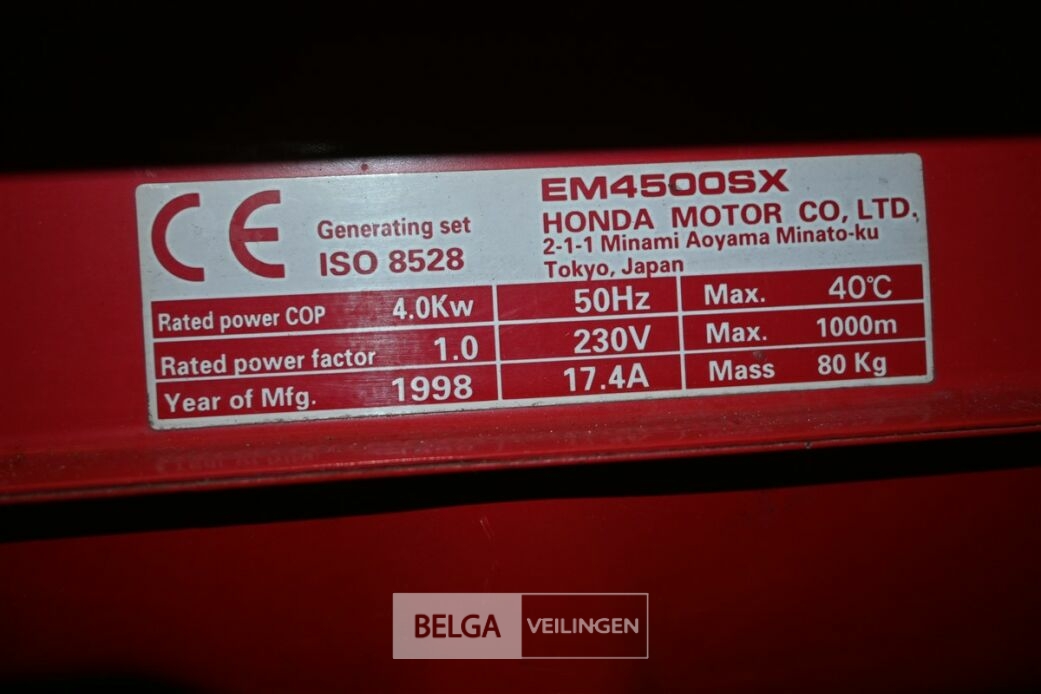 CE
Generating set
ISO 8528
EM4500SX
HONDA MOTOR CO, LTD.
2-1-1 Minami Aoyama Minato-ku
Tokyo, Japan
Rated power COP 4.0Kw 50Hz Max. 40℃
Rated power factor 1.0 230V Max. 1000m
Year of Mfg. 1998 17.4A Mass 80 Kg
BELGA VEILINGEN